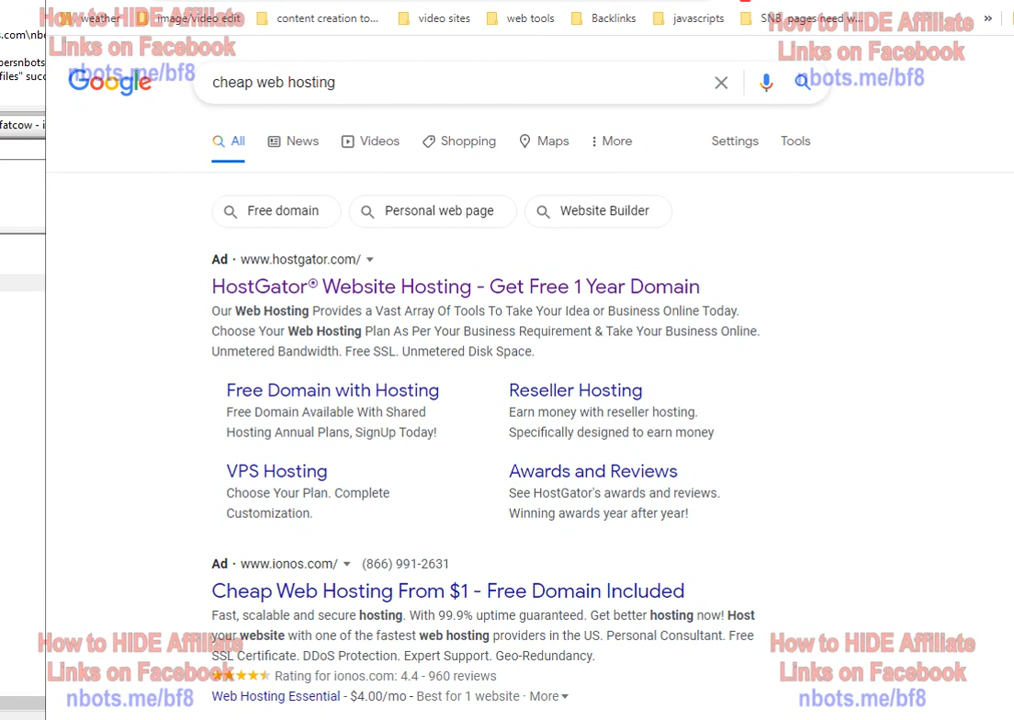 weather image/video edit content creation to... video sites web tools Backlinks javascripts SNB pages need w... »
How to HIDE Affiliate
Links on Facebook
nbots.me/bf8
How to HIDE Affiliate
Links on Facebook
nbots.me/bf8
s.com\nb
persnbots
files" succ
fatcow - i
Google
cheap web hosting
All News Videos Shopping Maps More Settings Tools
Free domain Personal web page Website Builder
Ad · www.hostgator.com/
HostGator® Website Hosting - Get Free 1 Year Domain
Our Web Hosting Provides a Vast Array Of Tools To Take Your Idea or Business Online Today.
Choose Your Web Hosting Plan As Per Your Business Requirement & Take Your Business Online.
Unmetered Bandwidth. Free SSL. Unmetered Disk Space.
Free Domain with Hosting
Free Domain Available With Shared
Hosting Annual Plans, SignUp Today!
Reseller Hosting
Earn money with reseller hosting.
Specifically designed to earn money
VPS Hosting
Choose Your Plan. Complete
Customization.
Awards and Reviews
See HostGator's awards and reviews.
Winning awards year after year!
Ad · www.ionos.com/ (866) 991-2631
Cheap Web Hosting From $1 - Free Domain Included
Fast, scalable and secure hosting. With 99.9% uptime guaranteed. Get better hosting now! Host
your website with one of the fastest web hosting providers in the US. Personal Consultant. Free
SSL Certificate. DDoS Protection. Expert Support. Geo-Redundancy.
Rating for ionos.com: 4.4 - 960 reviews
Web Hosting Essential - $4.00/mo - Best for 1 website · More
How to HIDE Affiliate
Links on Facebook
nbots.me/bf8
How to HIDE Affiliate
Links on Facebook
nbots.me/bf8